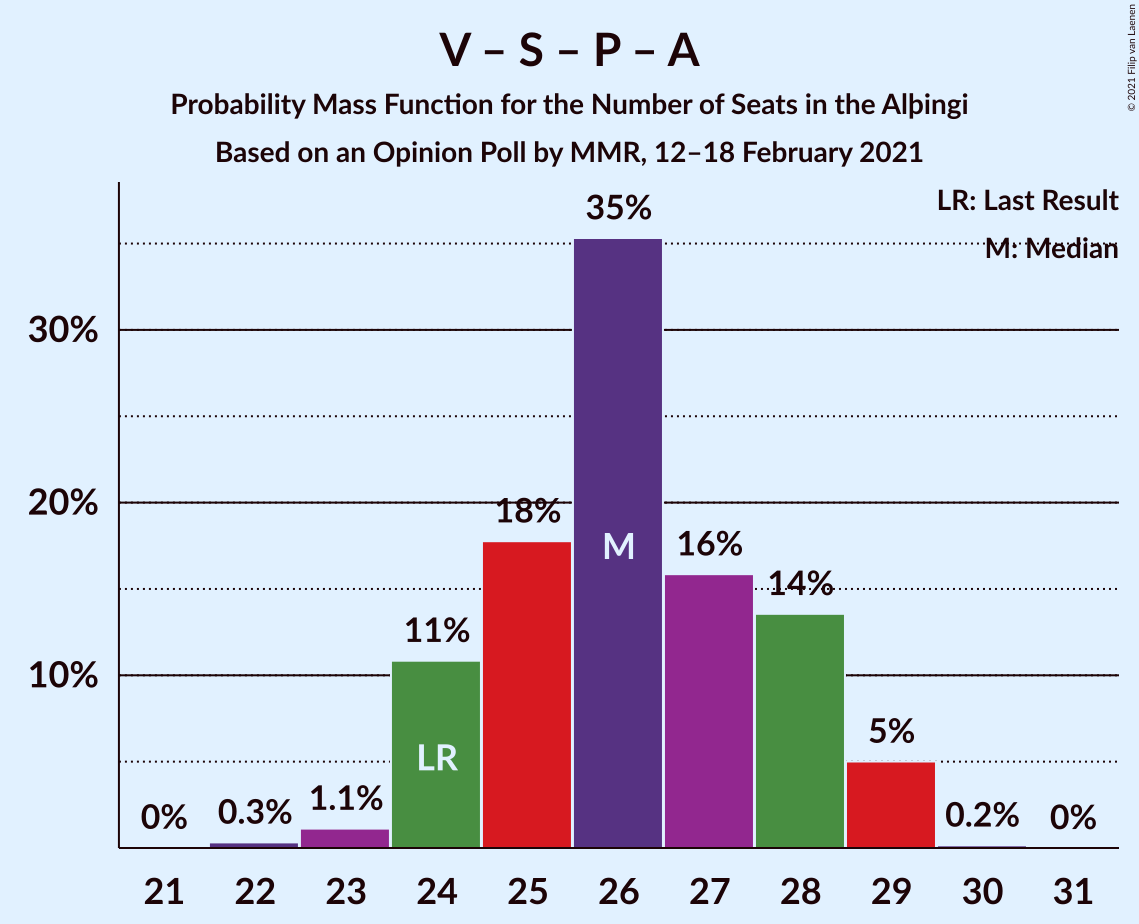 V – S – P – A
Probability Mass Function for the Number of Seats in the Alþingi
Based on an Opinion Poll by MMR, 12–18 February 2021
© 2021 Filip van Laenen
LR: Last Result
M: Median
35%
30%
20%
18%
M
16%
14%
11%
10%
LR
5%
0%
0.3%
1.1%
0.2%
0%
21 22 23 24 25 26 27 28 29 30 31